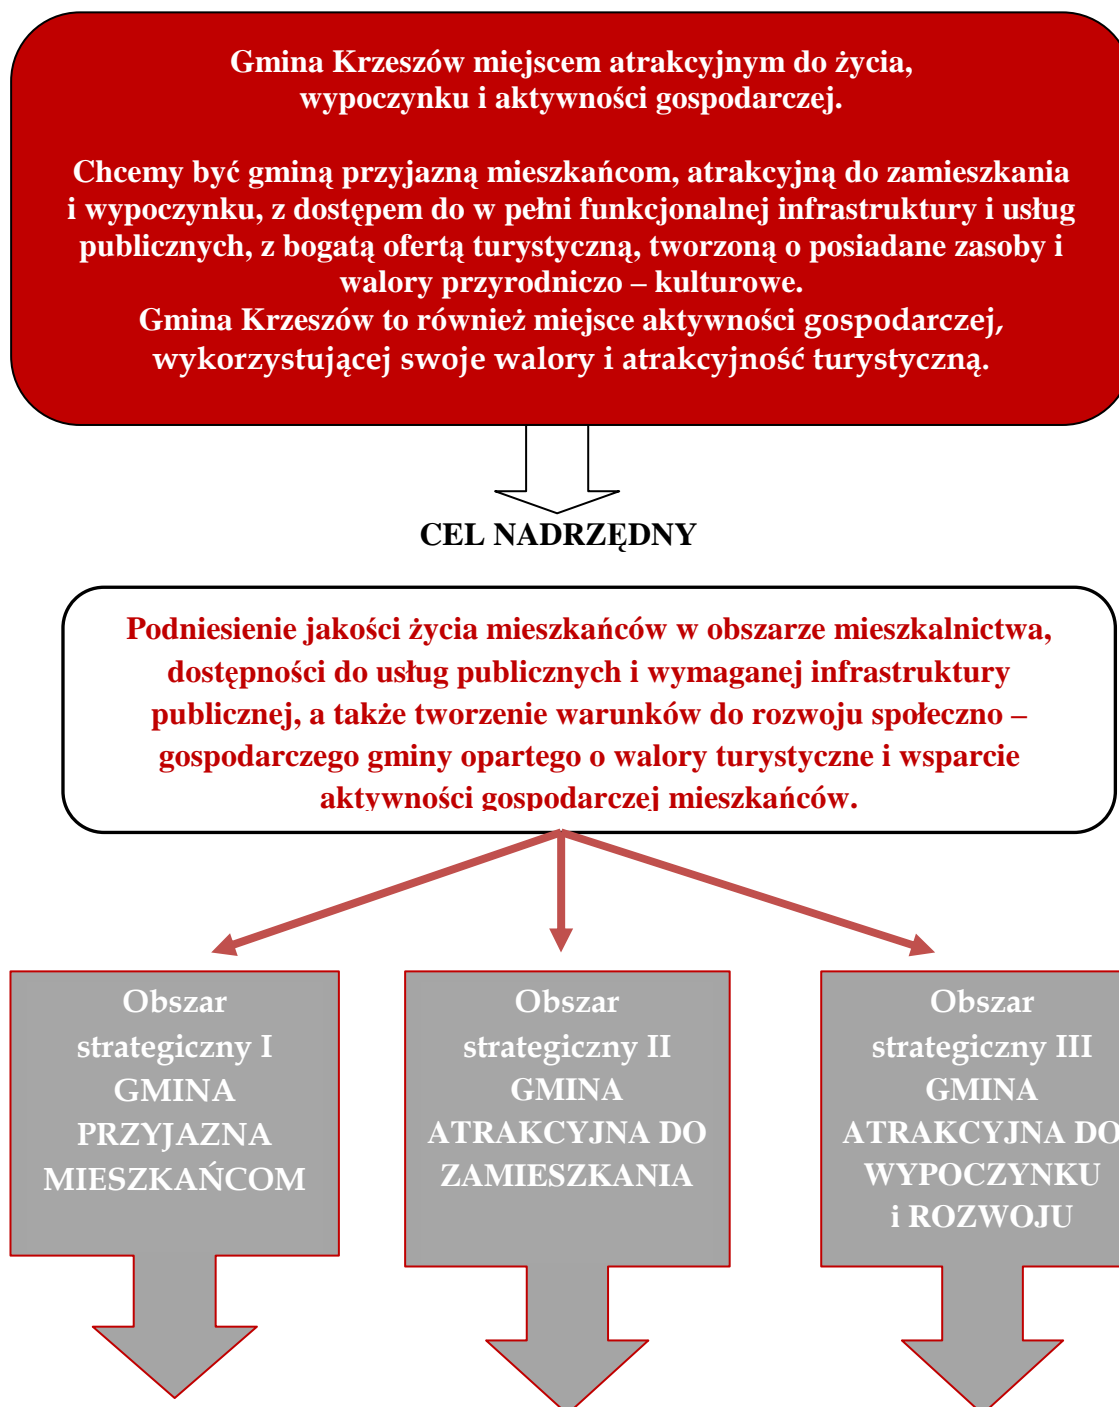 Gmina Krzeszów miejscem atrakcyjnym do życia,
wypoczynku i aktywności gospodarczej.
Chcemy być gminą przyjazną mieszkańcom, atrakcyjną do zamieszkania
i wypoczynku, z dostępem do w pełni funkcjonalnej infrastruktury i usług
publicznych, z bogatą ofertą turystyczną, tworzoną o posiadane zasoby i
walory przyrodniczo – kulturowe.
Gmina Krzeszów to również miejsce aktywności gospodarczej,
wykorzystującej swoje walory i atrakcyjność turystyczną.
CEL NADRZĘDNY
Podniesienie jakości życia mieszkańców w obszarze mieszkalnictwa,
dostępności do usług publicznych i wymaganej infrastruktury
publicznej, a także tworzenie warunków do rozwoju społeczno –
gospodarczego gminy opartego o walory turystyczne i wsparcie
aktywności gospodarczej mieszkańców.
Obszar
strategiczny I
GMINA
PRZYJAZNA
MIESZKAŃCOM
Obszar
strategiczny II
GMINA
ATRAKCYJNA DO
ZAMIESZKANIA
Obszar
strategiczny III
GMINA
ATRAKCYJNA DO
WYPOCZYNKU
i ROZWOJU